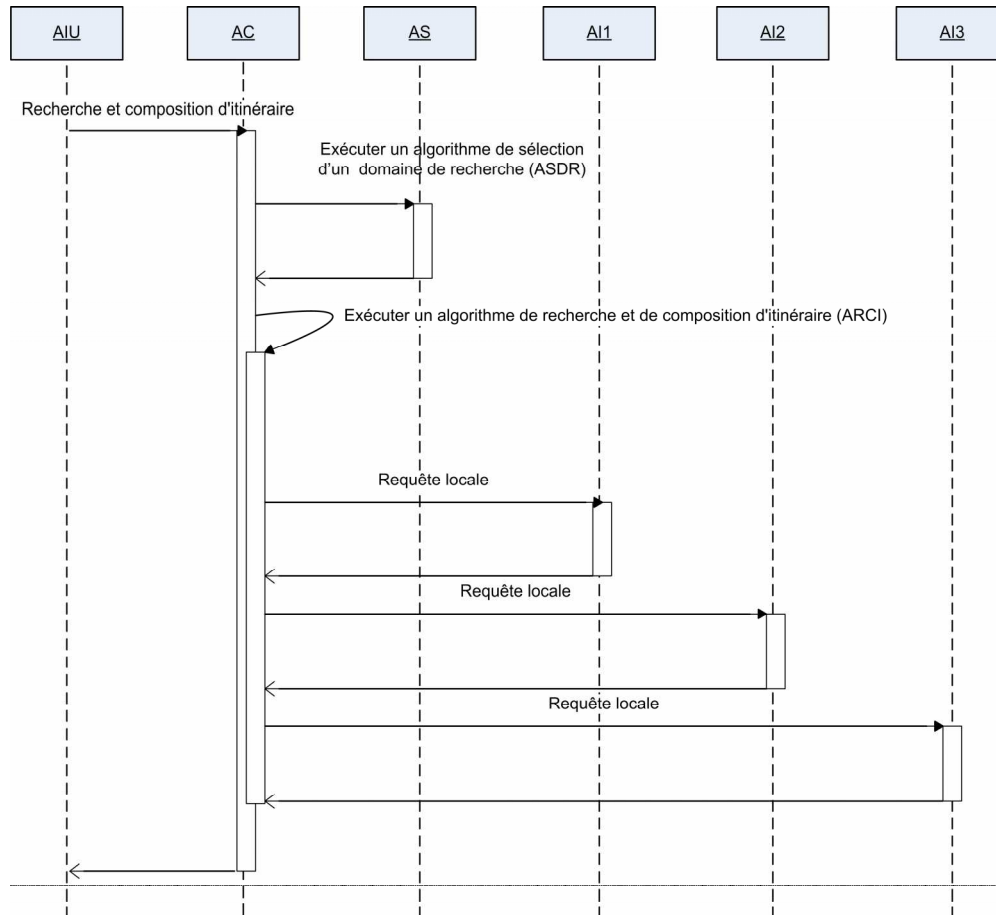 AIU
AC
AS
AI1
AI2
AI3
Recherche et composition d'itinéraire
Exécuter un algorithme de sélection
d'un domaine de recherche (ASDR)
Exécuter un algorithme de recherche et de composition d'itinéraire (ARCI)
Requête locale
Requête locale
Requête locale